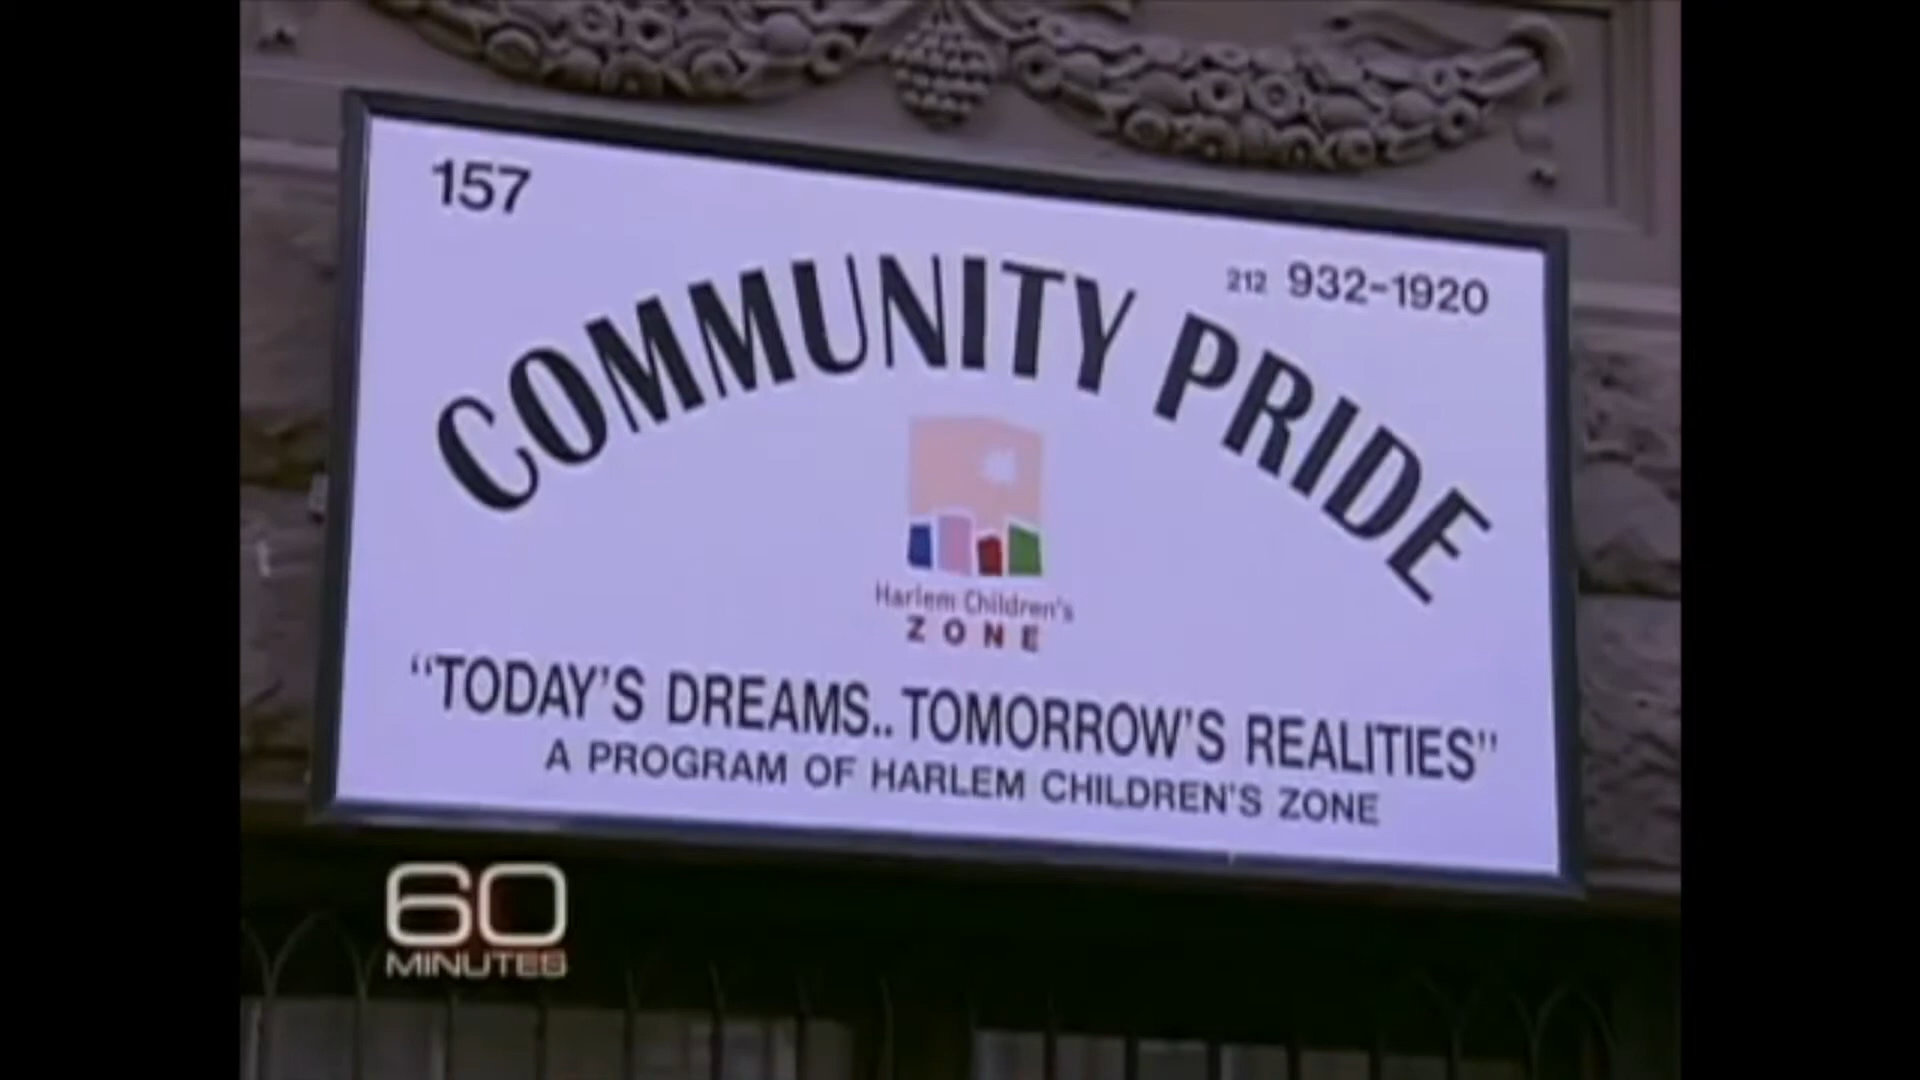 157
212 932-1920
COMMUNITY PRIDE
Harlem Children's
ZONE
"TODAY'S DREAMS.. TOMORROW'S REALITIES"
A PROGRAM OF HARLEM CHILDREN'S ZONE
60
MINUTES